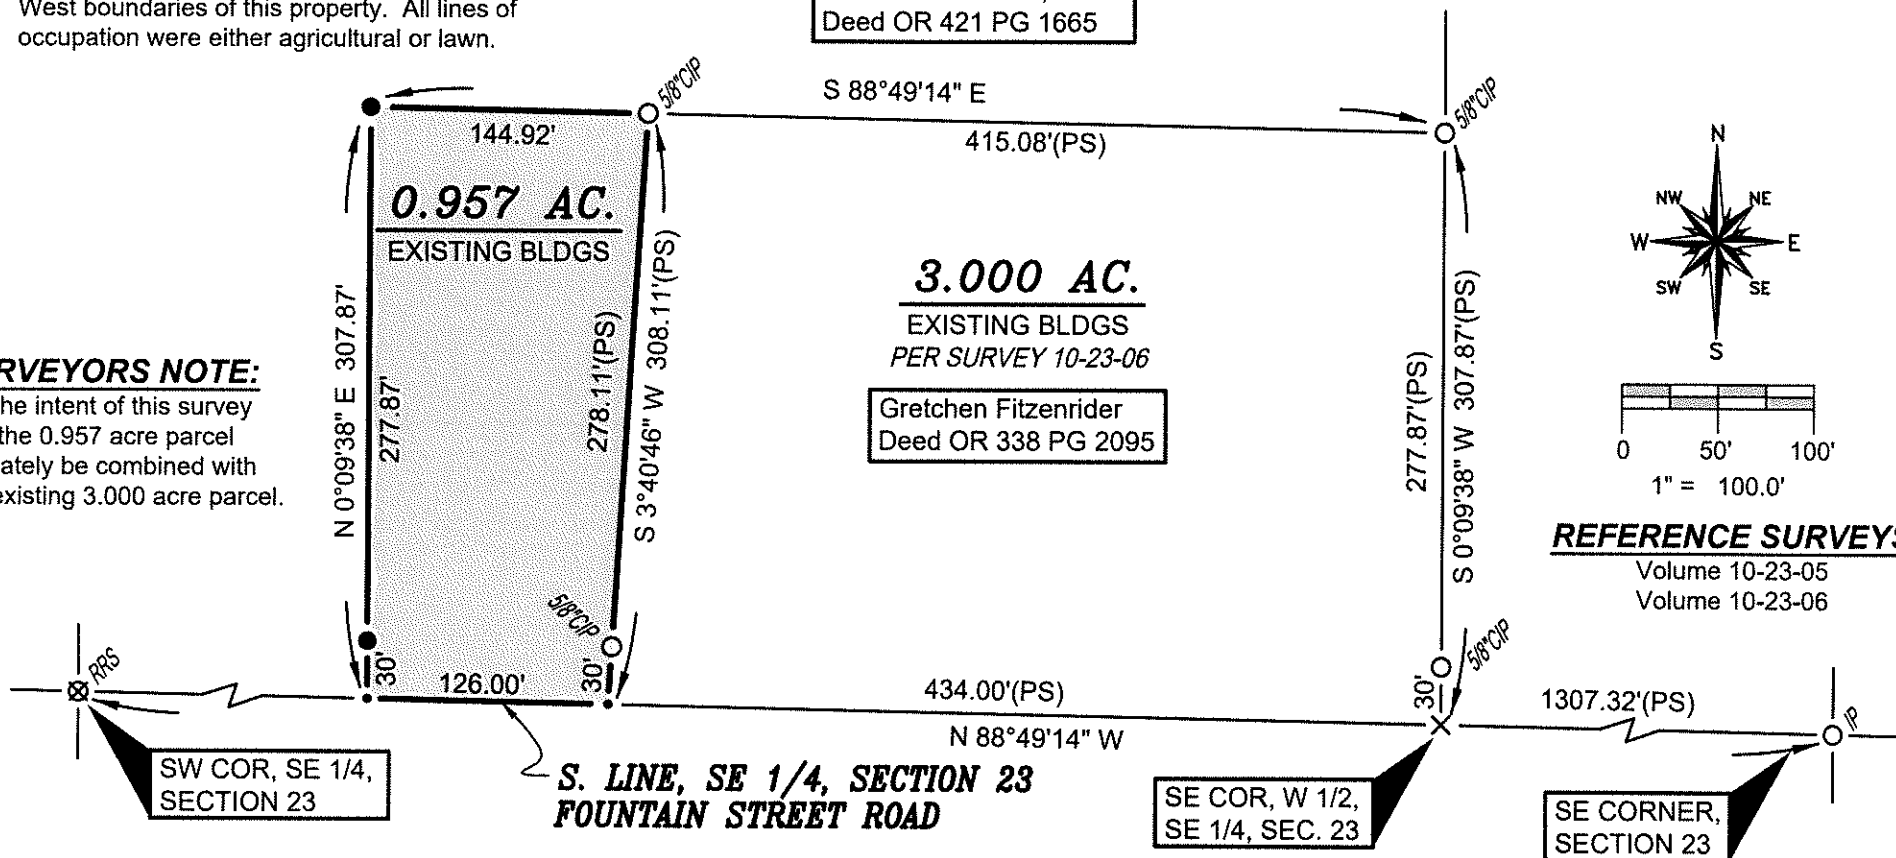 West boundaries of this property. All lines of
occupation were either agricultural or lawn.
Deed OR 421 PG 1665
5/8"CIP
S 88°49'14" E
5/8"CIP
144.92'
415.08'(PS)
0.957 AC.
EXISTING BLDGS
N 0°09'38" E 307.87'
277.87'
278.11'(PS)
S 3°40'46" W 308.11'(PS)
3.000 AC.
EXISTING BLDGS
PER SURVEY 10-23-06
Gretchen Fitzenrider
Deed OR 338 PG 2095
277.87'(PS)
S 0°09'38" W 307.87'(PS)
N
NW
NE
W
E
SW
SE
S
0 50' 100'
1" = 100.0'
RVEYORS NOTE:
he intent of this survey
the 0.957 acre parcel
ately be combined with
existing 3.000 acre parcel.
REFERENCE SURVEYS
Volume 10-23-05
Volume 10-23-06
RRS
5/8"CIP
30'
126.00'
30'
434.00'(PS)
30'
5/8"CIP
1307.32'(PS)
IP
N 88°49'14" W
SW COR, SE 1/4,
SECTION 23
S. LINE, SE 1/4, SECTION 23
FOUNTAIN STREET ROAD
SE COR, W 1/2,
SE 1/4, SEC. 23
SE CORNER,
SECTION 23